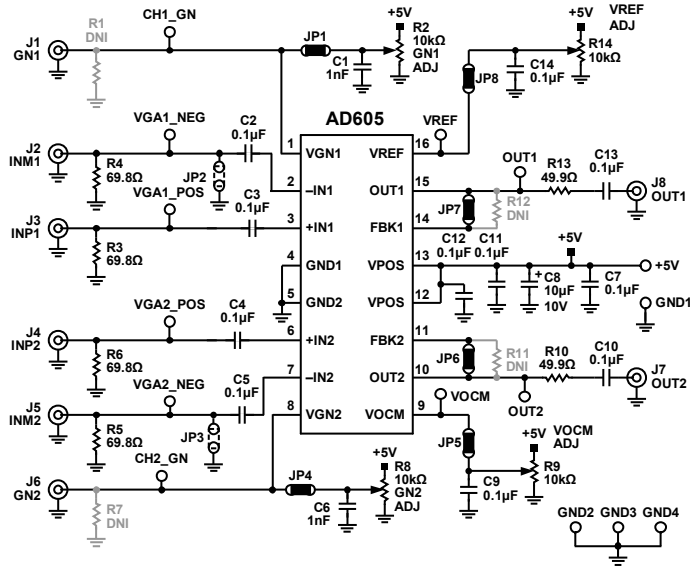 R1
DNI
CH1_GN
J1
GN1
JP1
+5V
R2
10kΩ
GN1
ADJ
C1
1nF
+5V
VREF
ADJ
R14
10kΩ
C14
0.1µF
JP8
AD605
VREF
VGA1_NEG
C2
0.1µF
J2
INM1
R4
69.8Ω
JP2
VGA1_POS
C3
0.1µF
J3
INP1
R3
69.8Ω
1
VGN1
VREF
16
2
–IN1
OUT1
15
3
+IN1
FBK1
14
4
GND1
VPOS
13
5
GND2
VPOS
12
6
+IN2
FBK2
11
7
–IN2
OUT2
10
8
VGN2
VOCM
9
OUT1
R13
49.9Ω
C13
0.1µF
J8
OUT1
JP7
R12
DNI
C12
0.1µF
C11
0.1µF
+5V
+
C8
10µF
10V
C7
0.1µF
+5V
GND1
VGA2_POS
C4
0.1µF
J4
INP2
R6
69.8Ω
VGA2_NEG
C5
0.1µF
J5
INM2
R5
69.8Ω
JP3
JP6
R11
DNI
R10
49.9Ω
C10
0.1µF
J7
OUT2
OUT2
VOCM
JP5
+5V
VOCM
ADJ
R9
10kΩ
C9
0.1µF
J6
GN2
CH2_GN
R7
DNI
JP4
+5V
R8
10kΩ
GN2
ADJ
C6
1nF
GND2
GND3
GND4